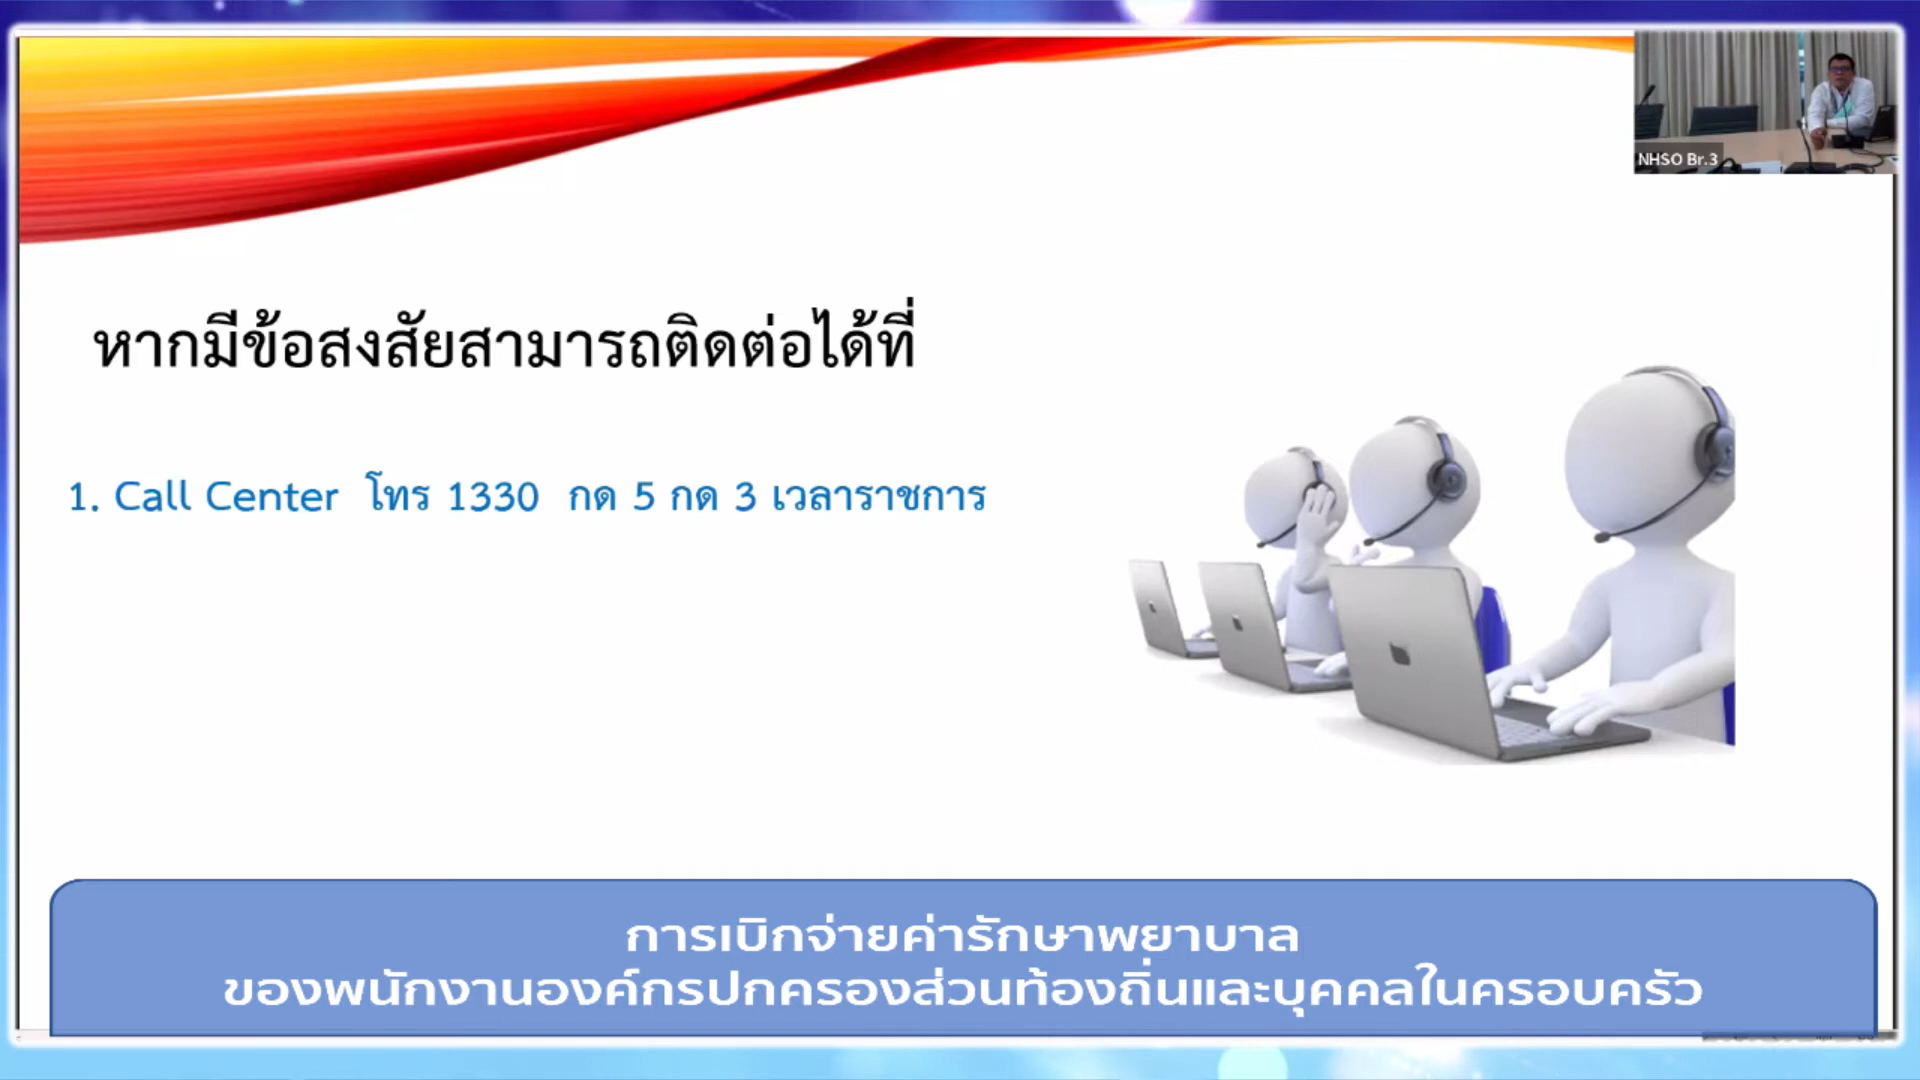 NHSO Br.3
หากมีข้อสงสัยสามารถติดต่อได้ที่
1. Call Center โทร 1330 กด 5 กด 3 เวลาราชการ
การเบิกจ่ายค่ารักษาพยาบาล
ของพนักงานองค์กรปกครองส่วนท้องถิ่นและบุคคลในครอบครัว